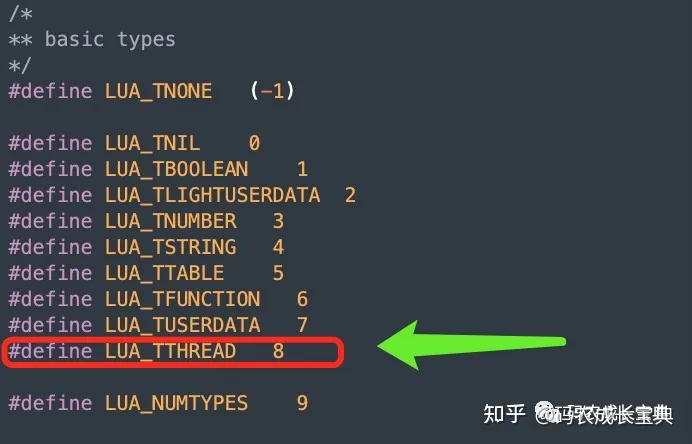 /*
** basic types
*/
#define LUA_TNONE (-1)
#define LUA_TNIL 0
#define LUA_TBOOLEAN 1
#define LUA_TLIGHTUSERDATA 2
#define LUA_TNUMBER 3
#define LUA_TSTRING 4
#define LUA_TTABLE 5
#define LUA_TFUNCTION 6
#define LUA_TUSERDATA 7
#define LUA_TTHREAD 8
#define LUA_NUMTYPES 9
知乎 @码农成长宝典